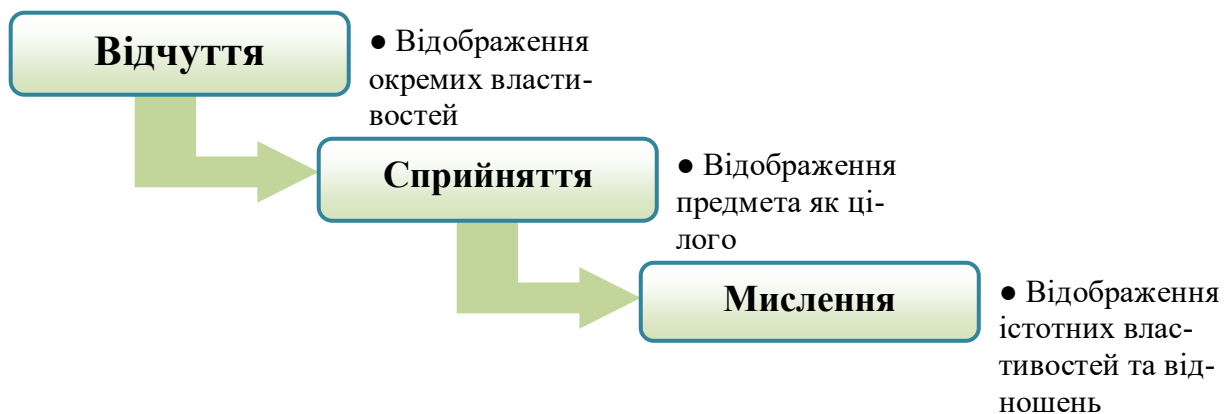 Відчуття
● Відображення
окремих власти-
востей
Сприйняття
● Відображення
предмета як ці-
лого
Мислення
● Відображення
істотних влас-
тивостей та від-
ношень